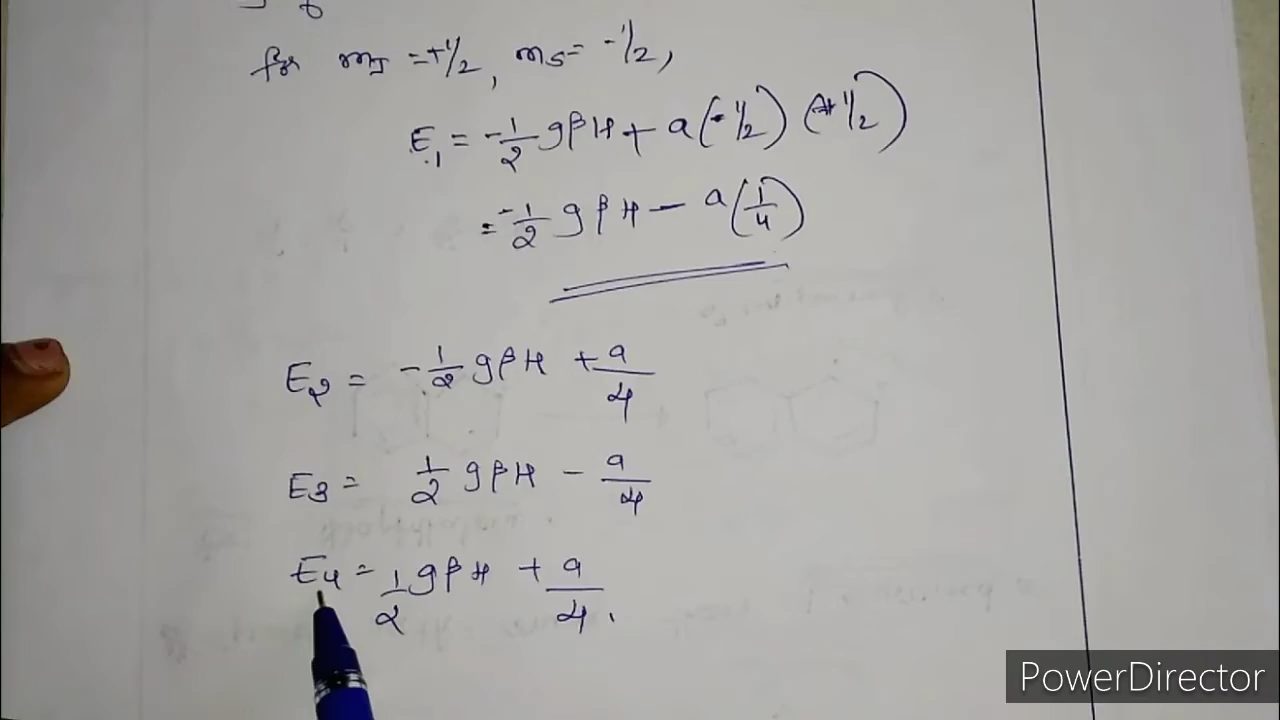 for mI = +1/2, ms = -1/2,
E1 = -1/2 gβH + a(-1/2) (+1/2)
= -1/2 gβH - a(1/4)
E2 = -1/2 gβH + a/4
E3 = 1/2 gβH - a/4
E4 = 1/2 gβH + a/4.
PowerDirector